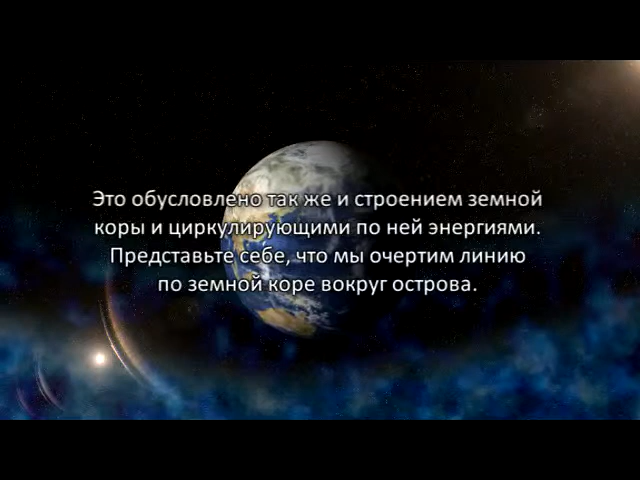 Это обусловлено так же и строением земной
коры и циркулирующими по ней энергиями.
Представьте себе, что мы очертим линию
по земной коре вокруг острова.